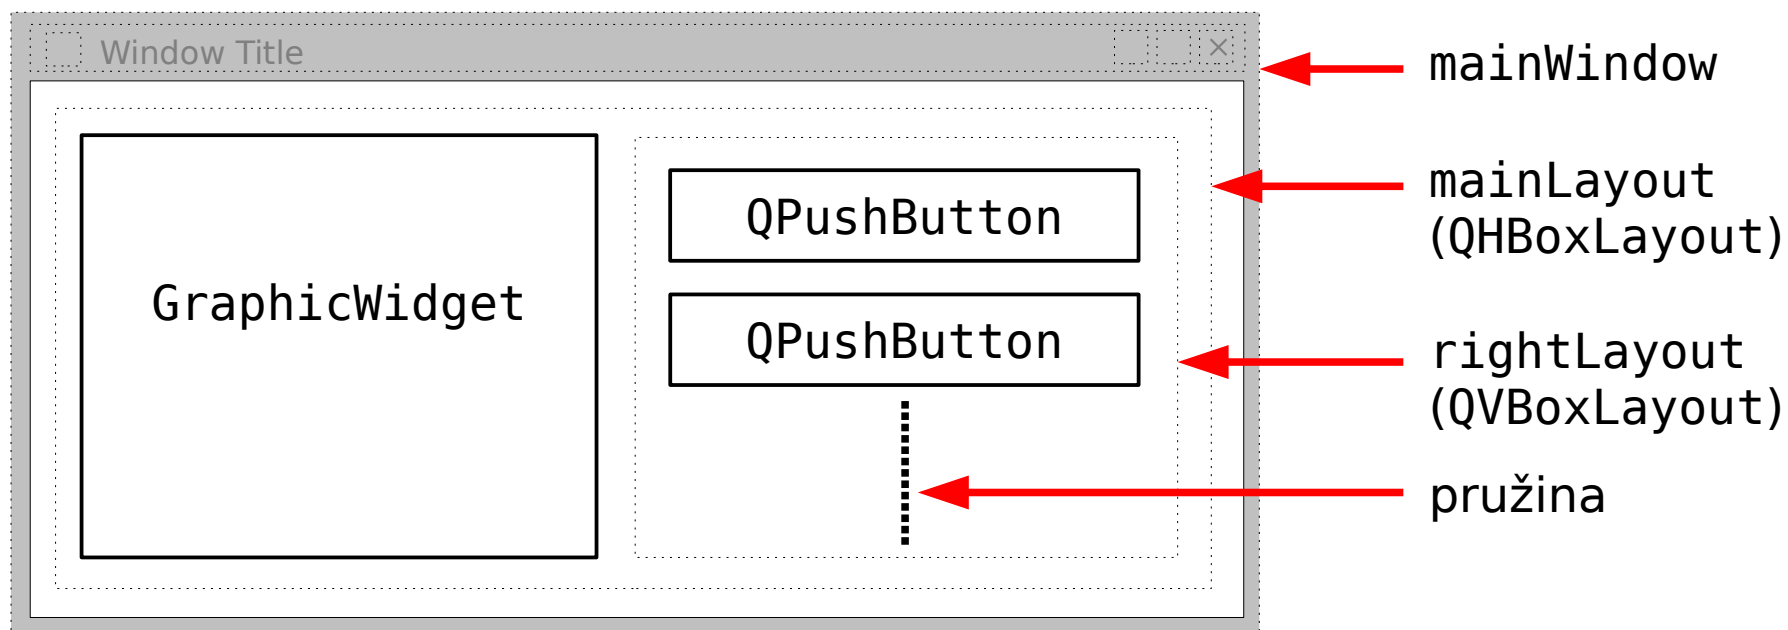 Window Title
mainWindow
mainLayout
(QHBoxLayout)
QPushButton
GraphicWidget
QPushButton
rightLayout
(QVBoxLayout)
pružina